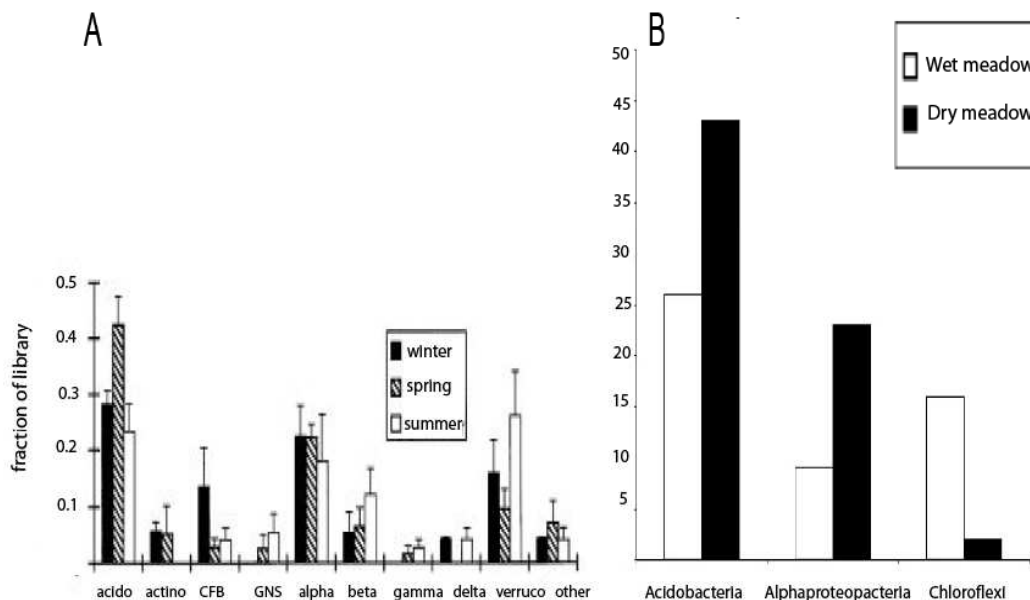 A
fraction of library
0.5
0.4
0.3
0.2
0.1
winter
spring
summer
acido actino CFB GNS alpha beta gamma delta verruco other
B
50
45
40
35
30
25
20
15
10
5
Wet meadow
Dry meadow
Acidobacteria Alphaproteopacteria Chloroflexi